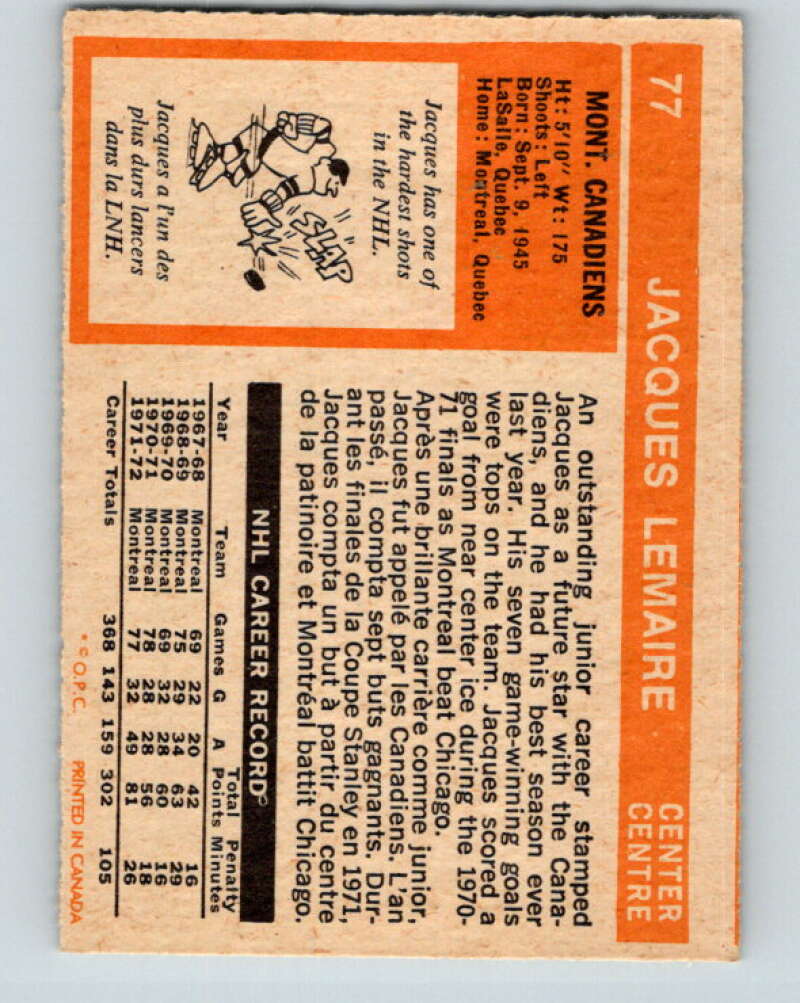 77 JACQUES LEMAIRE CENTER
CENTRE
MONT. CANADIENS
Ht: 5'10" Wt: 175
Shoots: Left
Born: Sept. 9, 1945
LaSalle, Quebec
Home: Montreal, Quebec
Jacques has one of
the hardest shots
in the NHL.
SLAP
Jacques a l'un des
plus durs lancers
dans la LNH.
An outstanding junior career stamped
Jacques as a future star with the Cana-
diens, and he had his best season ever
last year. His seven game-winning goals
were tops on the team. Jacques scored a
goal from near center ice during the 1970-
71 finals as Montreal beat Chicago.
Après une brillante carrière comme junior,
Jacques fut appelé par les Canadiens. L'an
passé, il compta sept buts gagnants. Dur-
ant les finales de la Coupe Stanley en 1971,
Jacques compta un but à partir du centre
de la patinoire et Montréal battit Chicago.
NHL CAREER RECORD
Total Penalty
Year Team Games G A Points Minutes
1967-68 Montreal 69 22 20 42 16
1968-69 Montreal 75 29 34 63 29
1969-70 Montreal 69 32 28 60 16
1970-71 Montreal 78 28 28 56 18
1971-72 Montreal 77 32 49 81 26
Career Totals 368 143 159 302 105
* © O.P.C. PRINTED IN CANADA